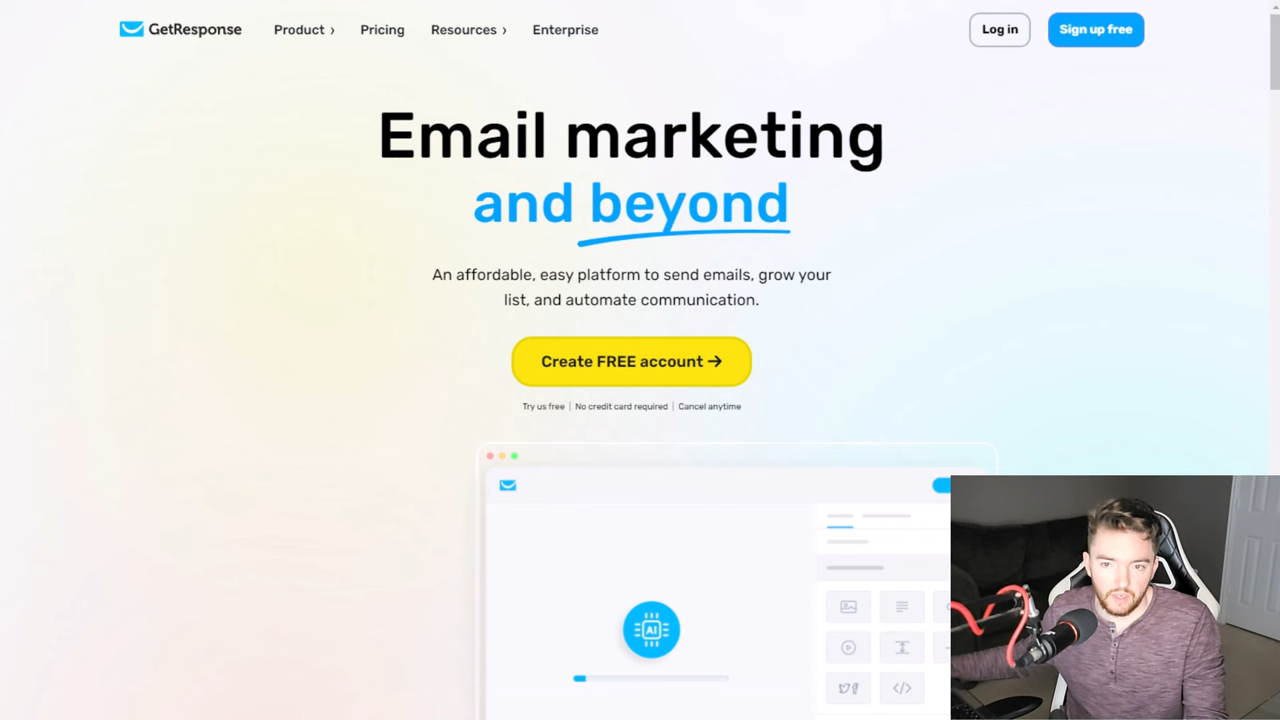 GetResponse
Product ›
Pricing
Resources ›
Enterprise
Log in
Sign up free
Email marketing
and beyond
An affordable, easy platform to send emails, grow your
list, and automate communication.
Create FREE account →
Try us free | No credit card required | Cancel anytime
AI